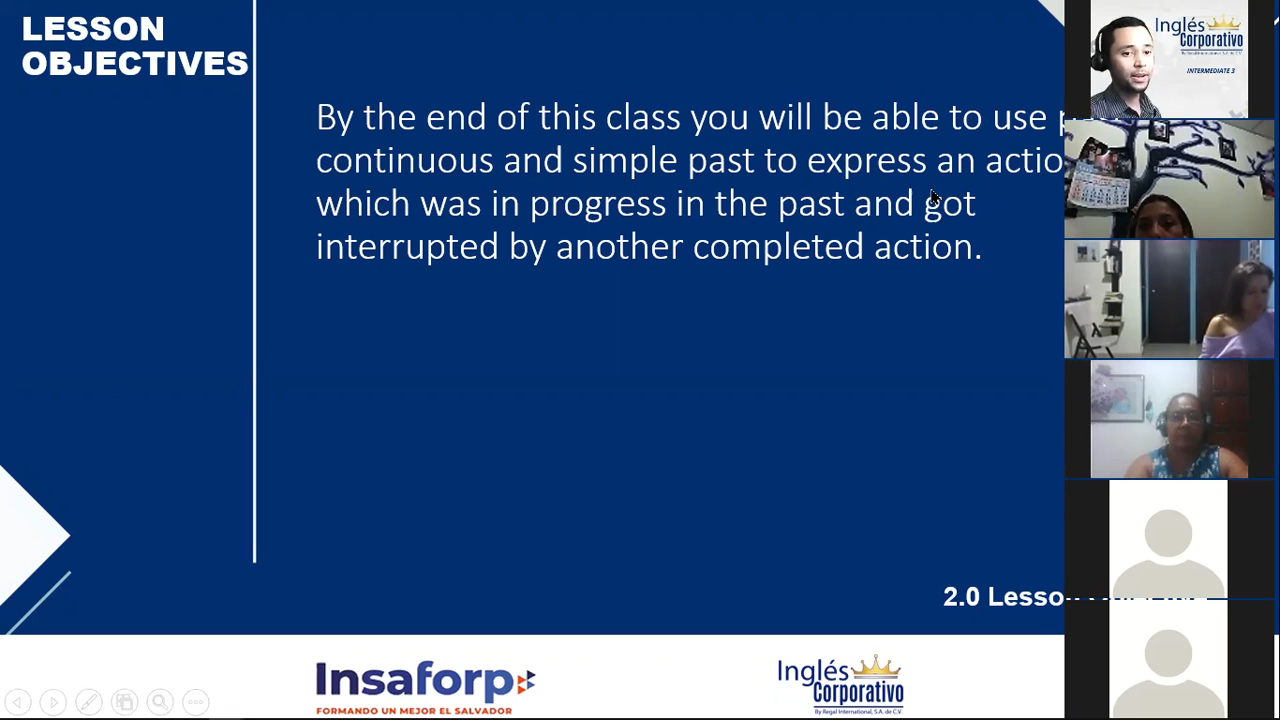 LESSON
OBJECTIVES
By the end of this class you will be able to use
continuous and simple past to express an actio
which was in progress in the past and got
interrupted by another completed action.
2.0 Lesso
Insaforp
FORMANDO UN MEJOR EL SALVADOR
Inglés
Corporativo
By Regal International, S.A. de C.V.
Inglés
Corporativo
INTERMEDIATE 3